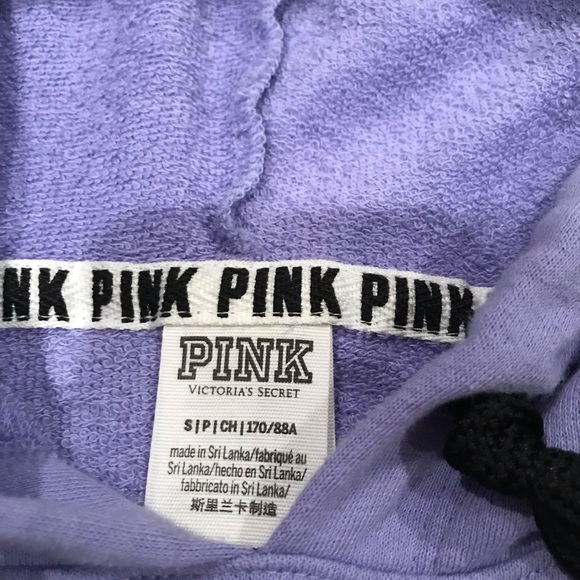 NK PINK PINK PINK
PINK
VICTORIA'S SECRET
S|P|CH|170/88A
made in Sri Lanka/fabriqué au
Sri Lanka/hecho en Sri Lanka/
fabbricato in Sri Lanka/
斯里兰卡制造